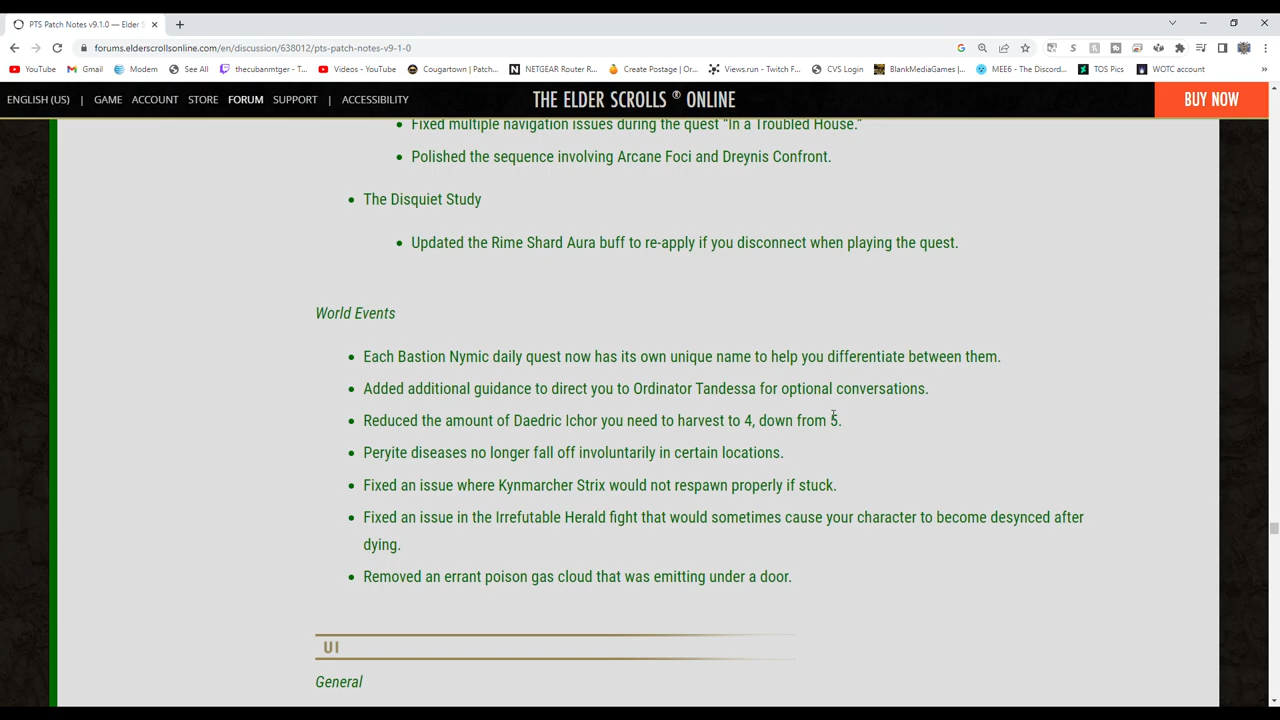 PTS Patch Notes v9.1.0 — Elder S
forums.elderscrollsonline.com/en/discussion/638012/pts-patch-notes-v9-1-0
YouTube Gmail Modem See All thecubanmtger - T... Videos - YouTube Cougartown | Patch... NETGEAR Router R... Create Postage | Or... Views.run - Twitch F... CVS Login BlankMediaGames |... MEE6 - The Discord... TOS Pics WOTC account »
ENGLISH (US) | GAME ACCOUNT STORE FORUM SUPPORT | ACCESSIBILITY THE ELDER SCROLLS ® ONLINE BUY NOW
• Fixed multiple navigation issues during the quest “In a Troubled House.”
• Polished the sequence involving Arcane Foci and Dreynis Confront.
• The Disquiet Study
• Updated the Rime Shard Aura buff to re-apply if you disconnect when playing the quest.
World Events
• Each Bastion Nymic daily quest now has its own unique name to help you differentiate between them.
• Added additional guidance to direct you to Ordinator Tandessa for optional conversations.
• Reduced the amount of Daedric Ichor you need to harvest to 4, down from 5.
• Peryite diseases no longer fall off involuntarily in certain locations.
• Fixed an issue where Kynmarcher Strix would not respawn properly if stuck.
• Fixed an issue in the Irrefutable Herald fight that would sometimes cause your character to become desynced after
dying.
• Removed an errant poison gas cloud that was emitting under a door.
UI
General